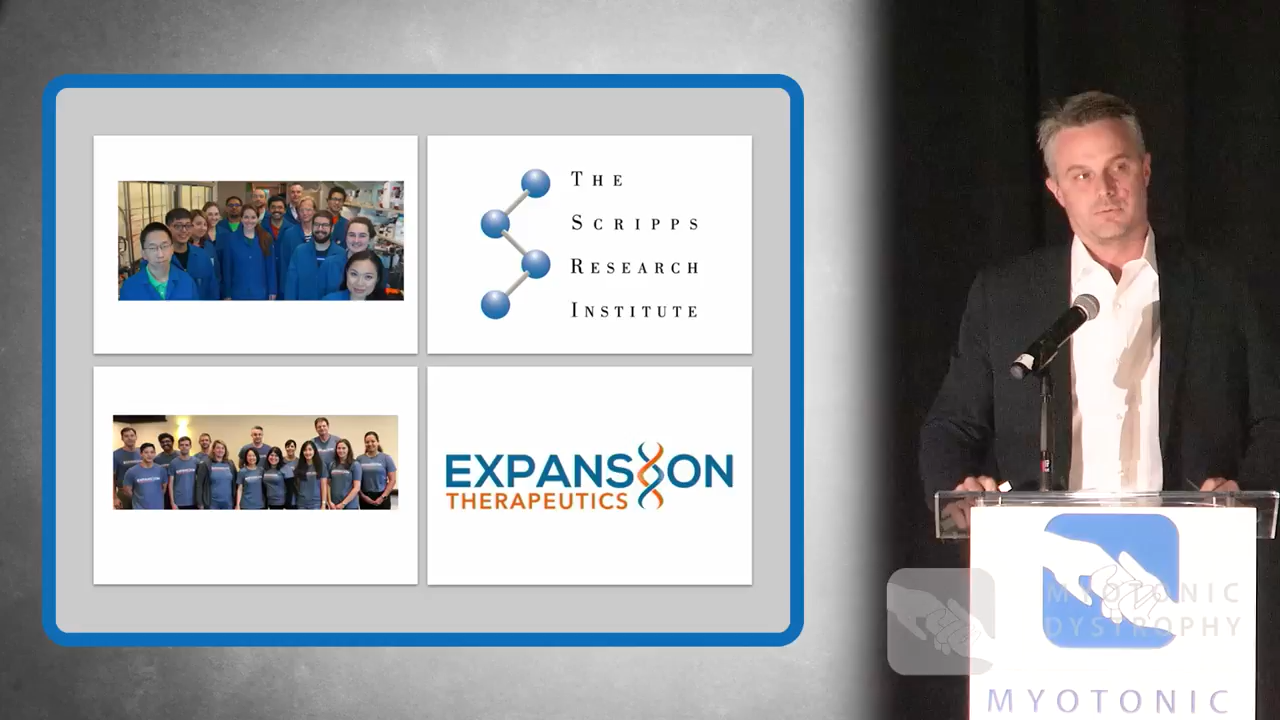 THE
SCRIPPS
RESEARCH
INSTITUTE
EXPANSION
THERAPEUTICS
MYOTONIC
DYSTROPHY
MYOTONIC